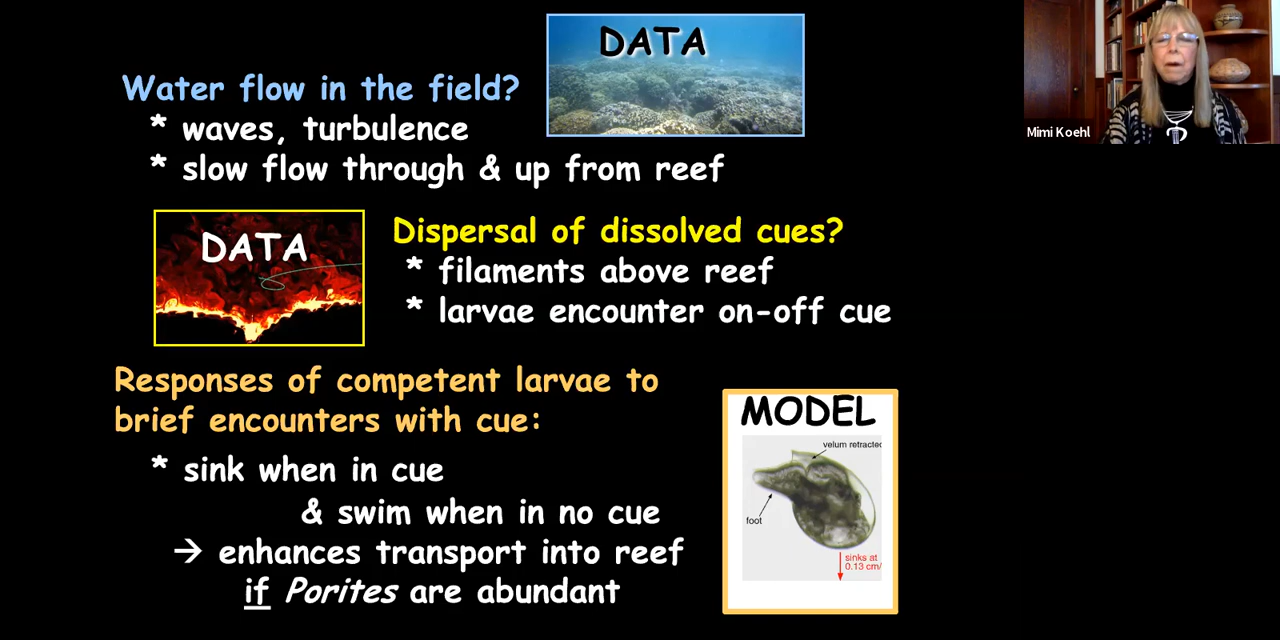 DATA
Water flow in the field?
* waves, turbulence
* slow flow through & up from reef
Mimi Koehl
DATA
Dispersal of dissolved cues?
* filaments above reef
* larvae encounter on-off cue
Responses of competent larvae to
brief encounters with cue:
* sink when in cue
& swim when in no cue
→ enhances transport into reef
if Porites are abundant
MODEL
velum retracted
foot
sinks at
0.13 cm/